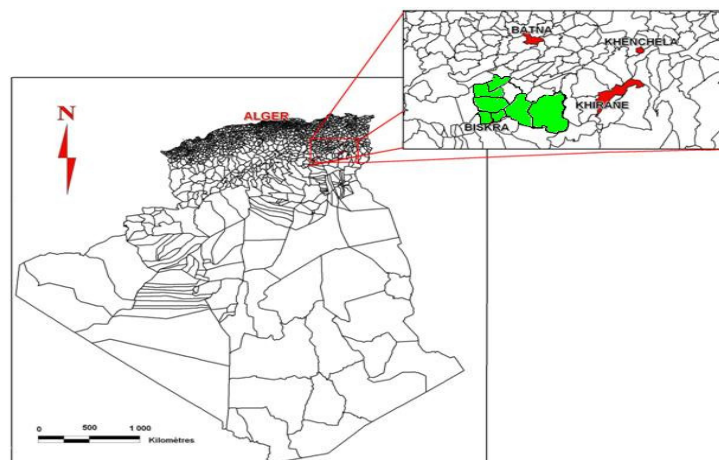 BATNA
KHENCHELA
KHIRANE
BISKRA
ALGER
N
0 500 1 000
Kilomètres